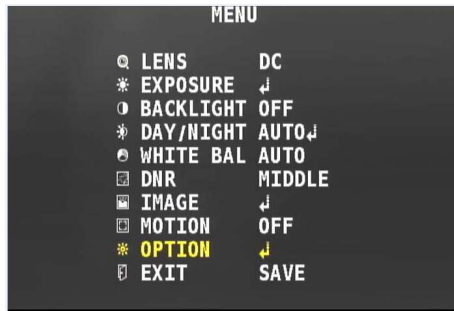 MENU
LENS DC
EXPOSURE ↲
BACKLIGHT OFF
DAY/NIGHT AUTO↲
WHITE BAL AUTO
DNR MIDDLE
IMAGE ↲
MOTION OFF
OPTION ↲
EXIT SAVE